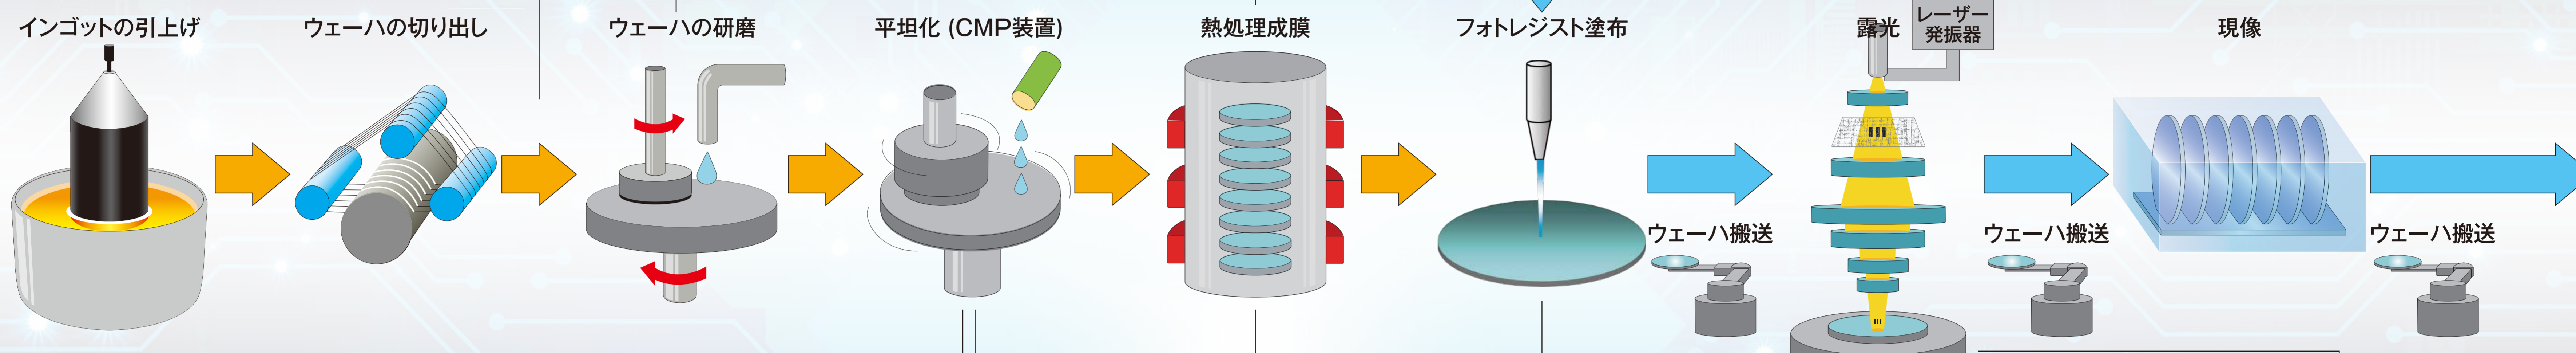 インゴットの引上げ
ウェーハの切り出し
ウェーハの研磨
平坦化 (CMP装置)
熱処理成膜
フォトレジスト塗布
露光
レーザー
発振器
現像
ウェーハ搬送
ウェーハ搬送
ウェーハ搬送